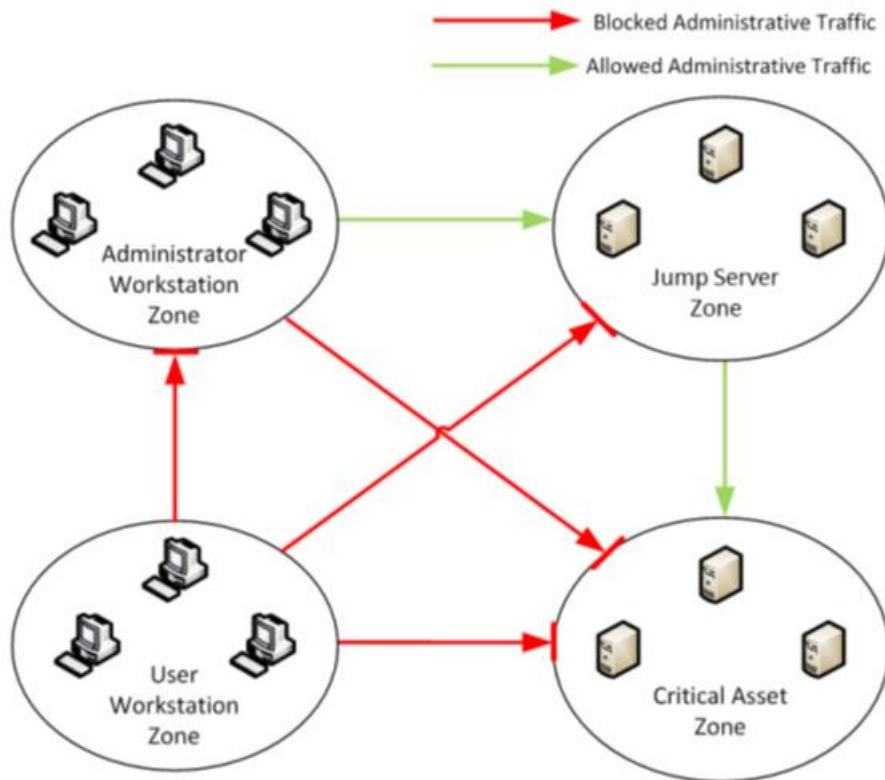 Blocked Administrative Traffic
Allowed Administrative Traffic
Administrator
Workstation
Zone
Jump Server
Zone
User
Workstation
Zone
Critical Asset
Zone